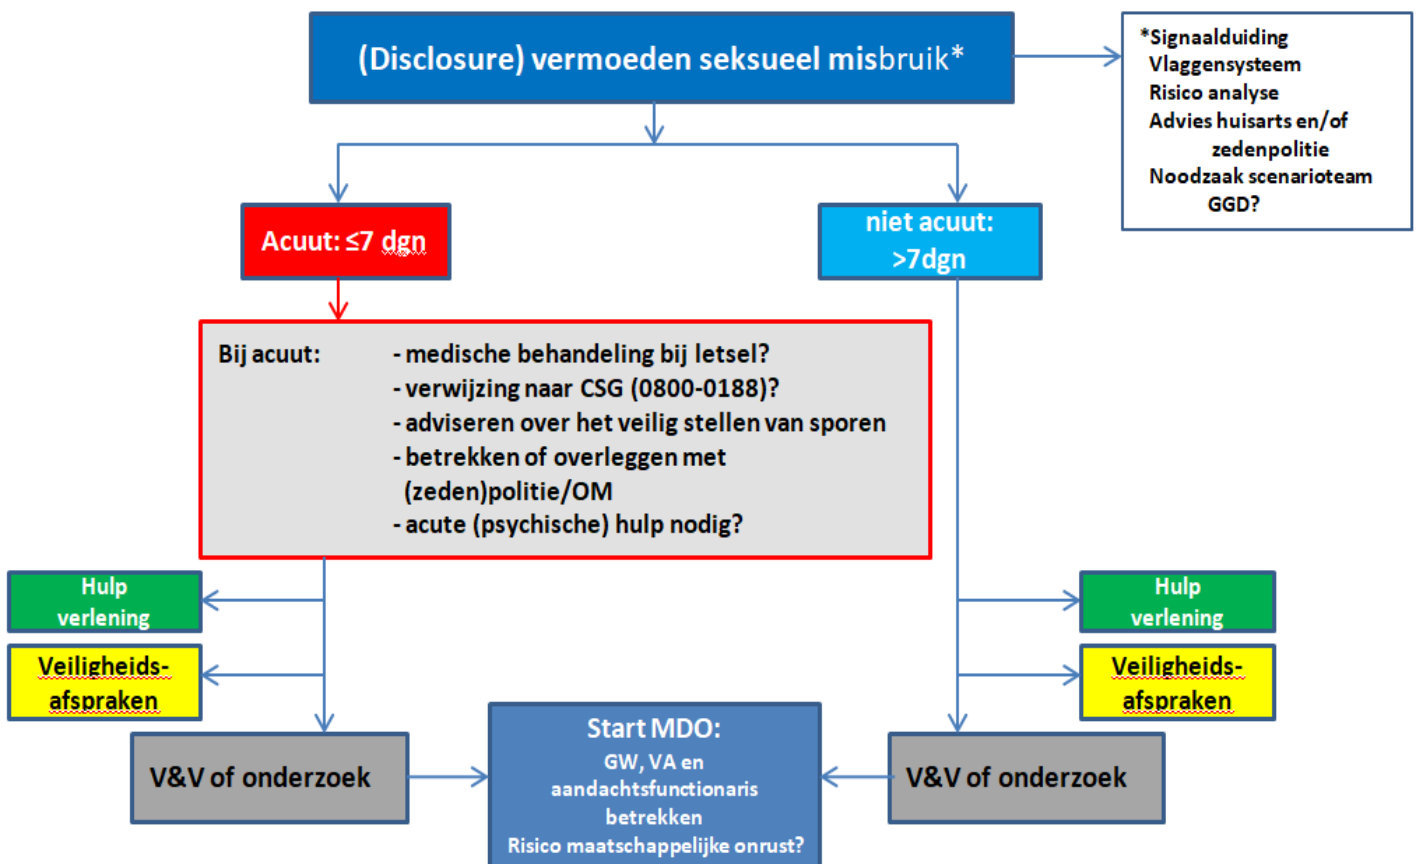 (Disclosure) vermoeden seksueel misbruik*
*Signaalduiding
Vlaggensysteem
Risico analyse
Advies huisarts en/of
zedenpolitie
Noodzaak scenarioteam
GGD?
Acuut: ≤7 dgn
niet acuut:
>7dgn
Bij acuut:
- medische behandeling bij letsel?
- verwijzing naar CSG (0800-0188)?
- adviseren over het veilig stellen van sporen
- betrekken of overleggen met
(zeden)politie/OM
- acute (psychische) hulp nodig?
Hulp
verlening
Veiligheids-
afspraken
Hulp
verlening
Veiligheids-
afspraken
V&V of onderzoek
Start MDO:
GW, VA en
aandachtsfunctionaris
betrekken
Risico maatschappelijke onrust?
V&V of onderzoek